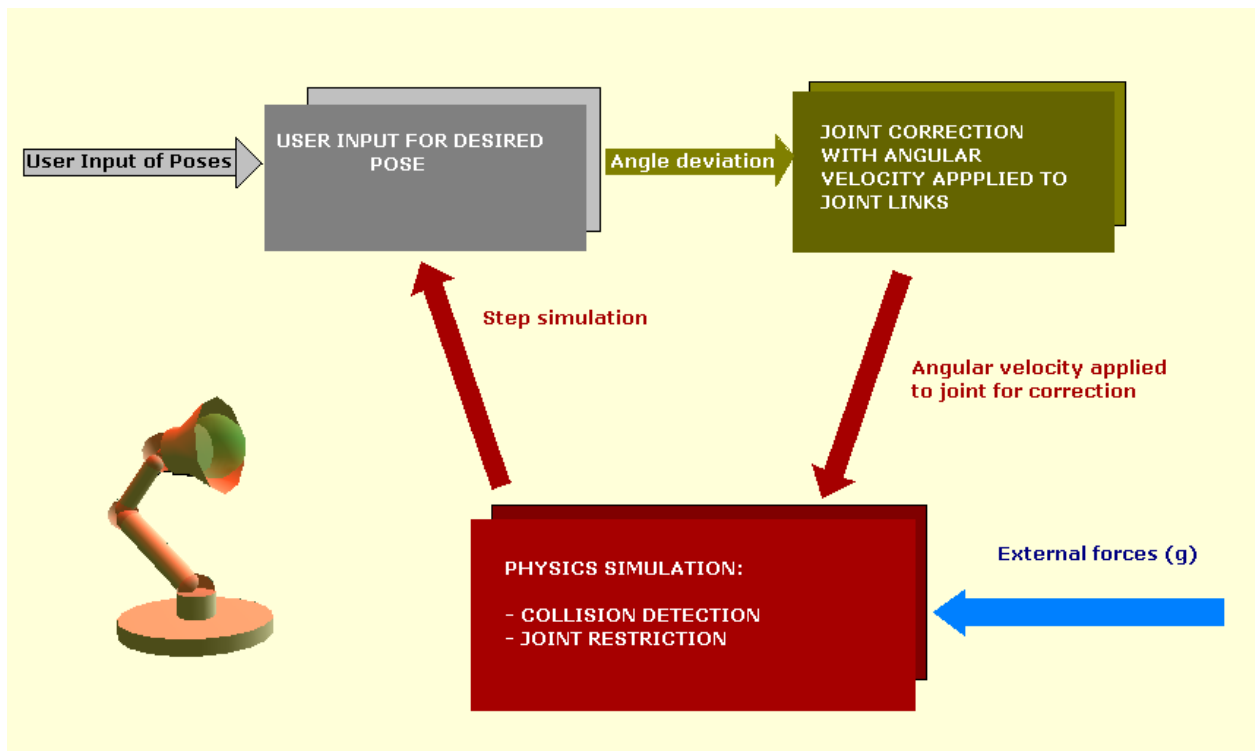 User Input of Poses
USER INPUT FOR DESIRED
POSE
Angle deviation
JOINT CORRECTION
WITH ANGULAR
VELOCITY APPPLIED TO
JOINT LINKS
Step simulation
Angular velocity applied
to joint for correction
PHYSICS SIMULATION:
- COLLISION DETECTION
- JOINT RESTRICTION
External forces (g)